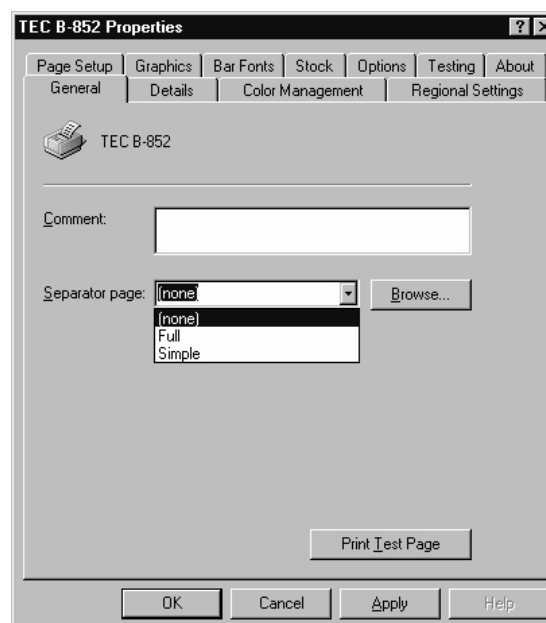 TEC B-852 Properties
Page Setup Graphics Bar Fonts Stock Options Testing About
General Details Color Management Regional Settings
TEC B-852
Comment:
Separator page: (none) Browse...
(none)
Full
Simple
Print Test Page
OK Cancel Apply Help